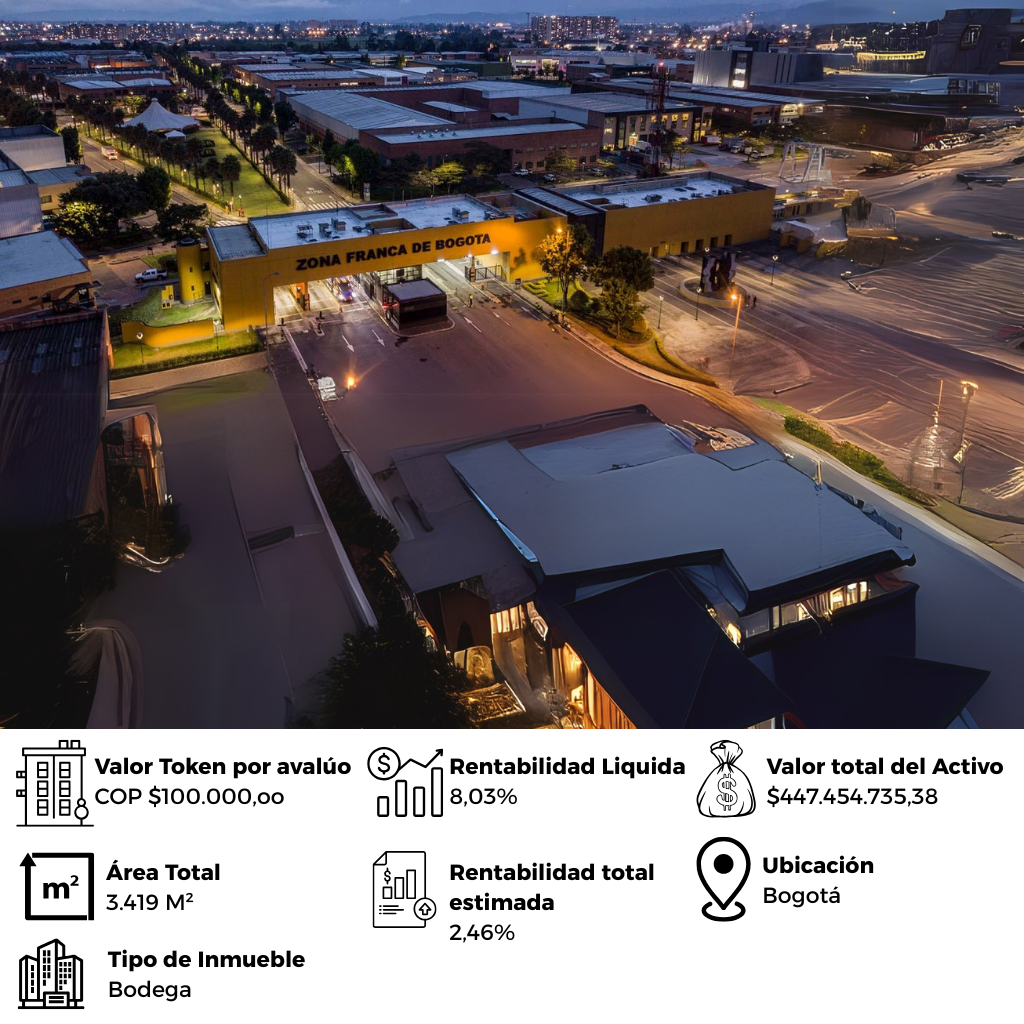 ZONA FRANCA DE BOGOTA
Valor Token por avalúo
COP $100.000,oo
Rentabilidad Liquida
8,03%
Valor total del Activo
$447.454.735,38
m²
Área Total
3.419 M²
Rentabilidad total
estimada
2,46%
Ubicación
Bogotá
Tipo de Inmueble
Bodega